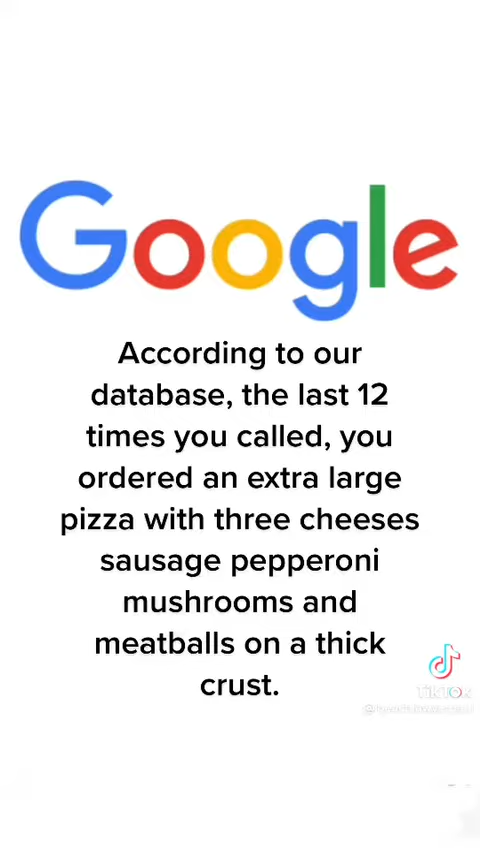 Google
According to our
database, the last 12
times you called, you
ordered an extra large
pizza with three cheeses
sausage pepperoni
mushrooms and
meatballs on a thick
crust.
TikTok